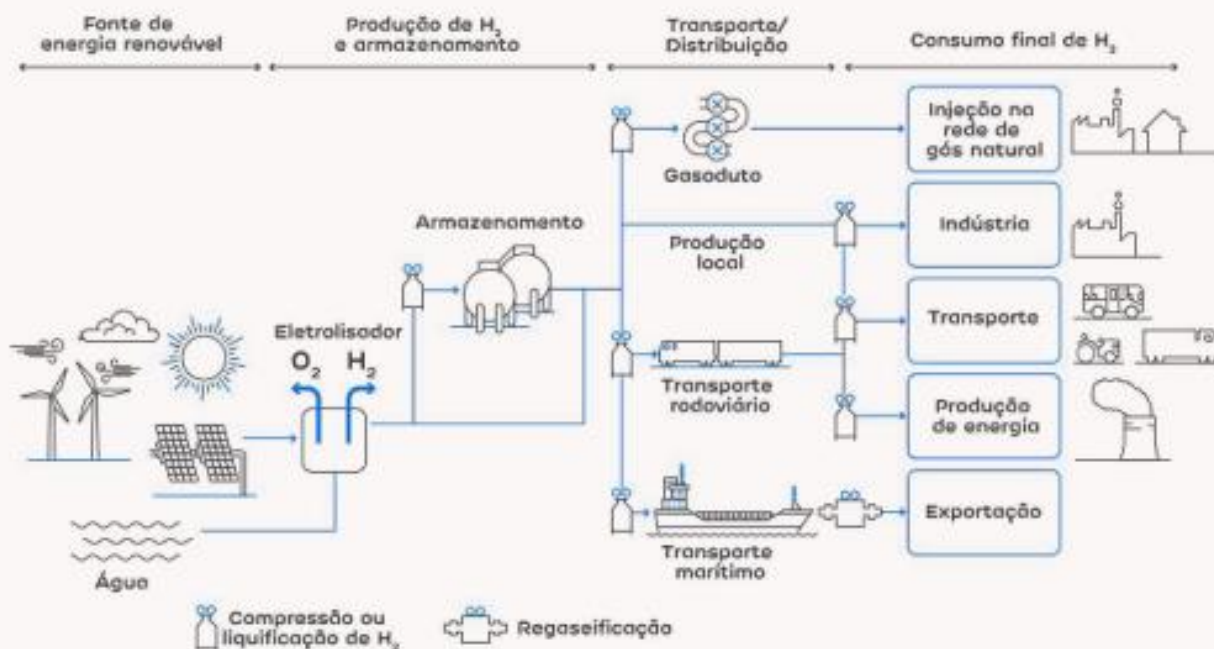 Fonte de
energia renovável
Produção de H₂
e armazenamento
Transporte/
Distribuição
Consumo final de H₂
Injeção na
rede de
gás natural
Gasoduto
Armazenamento
Indústria
Produção
local
Eletrolisador
O₂ H₂
Transporte
Transporte
rodoviário
Produção
de energia
Exportação
Transporte
marítimo
Água
Compressão ou
liquificação de H₂
Regaseificação